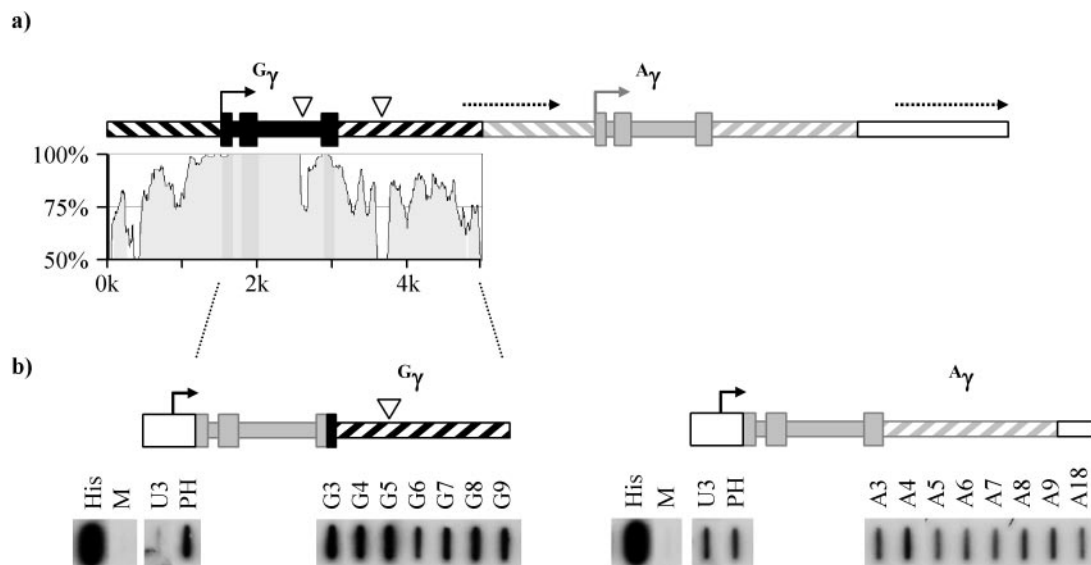 a)
Gγ
Aγ
100%
75%
50%
0k 2k 4k
b)
Gγ
Aγ
His M U3 PH G3 G4 G5 G6 G7 G8 G9
His M U3 PH A3 A4 A5 A6 A7 A8 A9 A18